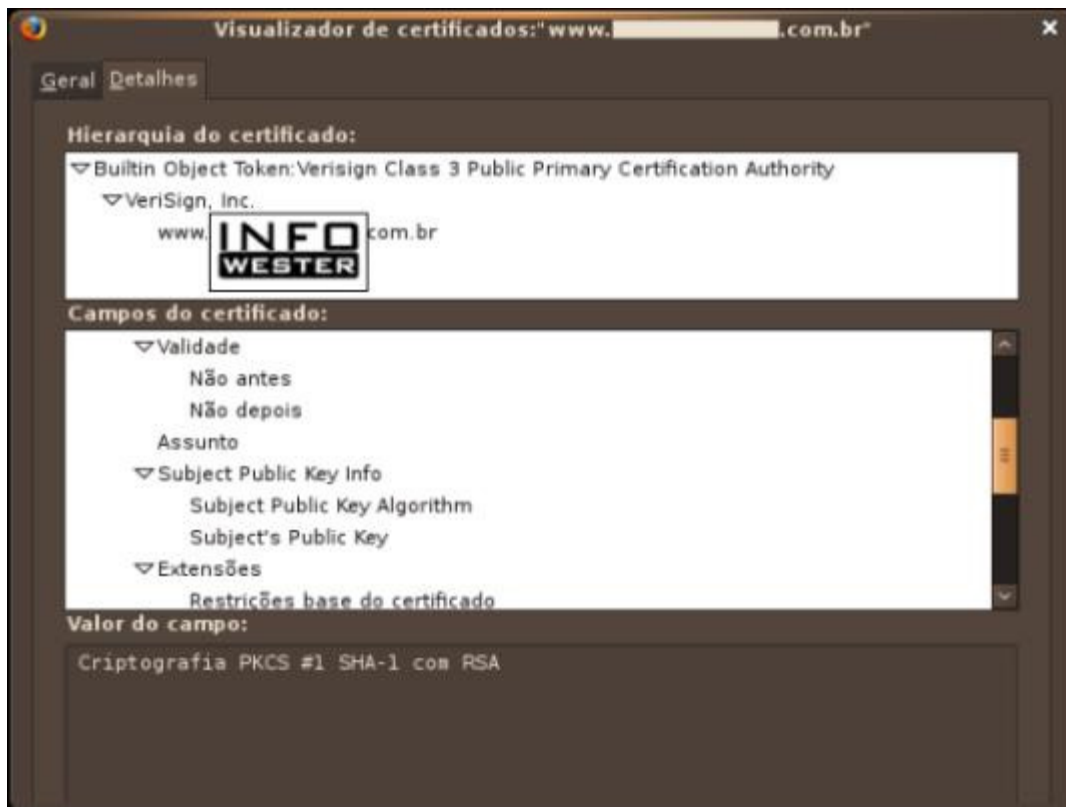 Visualizador de certificados:"www. .com.br"
Geral Detalhes
Hierarquia do certificado:
Builtin Object Token:Verisign Class 3 Public Primary Certification Authority
VeriSign, Inc.
www. com.br
INFO
WESTER
Campos do certificado:
Validade
Não antes
Não depois
Assunto
Subject Public Key Info
Subject Public Key Algorithm
Subject's Public Key
Extensões
Restrições base do certificado
Valor do campo:
Criptografia PKCS #1 SHA-1 com RSA